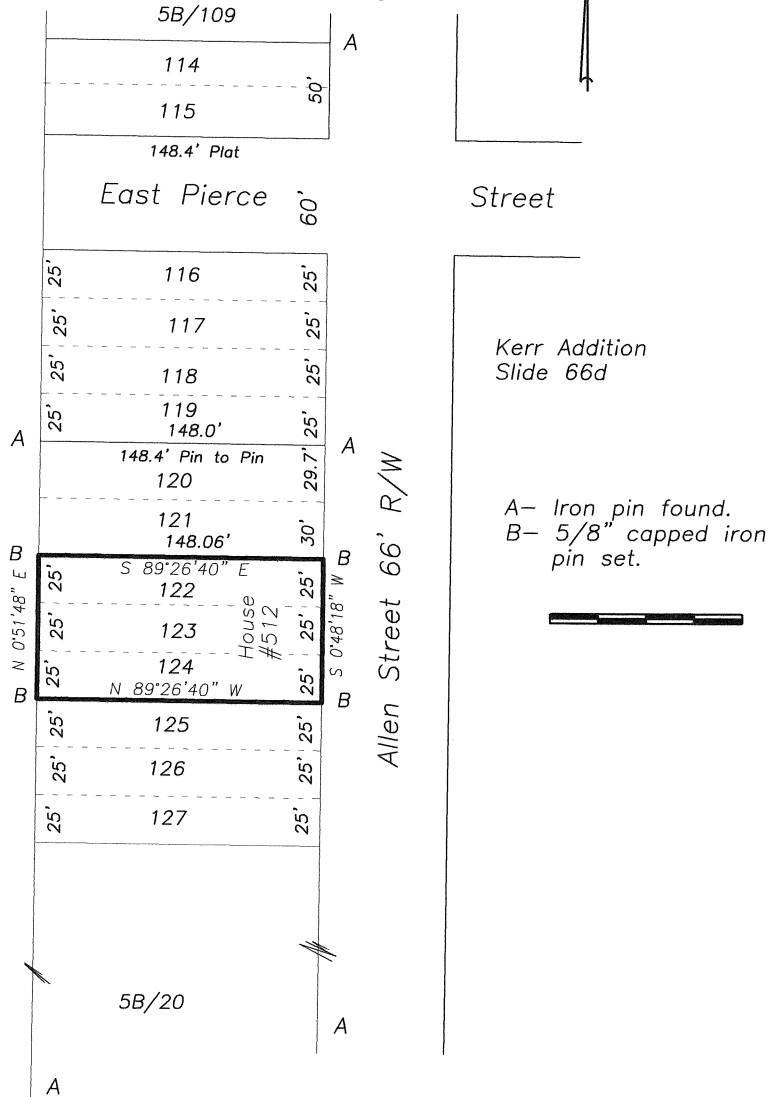 5B/109
A
114
115
50'
148.4' Plat
East Pierce
60'
Street
25' 116 25'
25' 117 25'
25' 118 25'
25' 119 25'
148.0'
A
A
148.4' Pin to Pin
29.7'
120
121
30'
148.06'
Kerr Addition
Slide 66d
A- Iron pin found.
B- 5/8" capped iron
pin set.
Allen Street 66' R/W
B
B
S 89°26'40" E
N 0°51'48" E
S 0°48'18" W
25' 122 25'
25' 123 25'
House
#512
25' 124 25'
N 89°26'40" W
B
B
25' 125 25'
25' 126 25'
25' 127 25'
5B/20
A
A